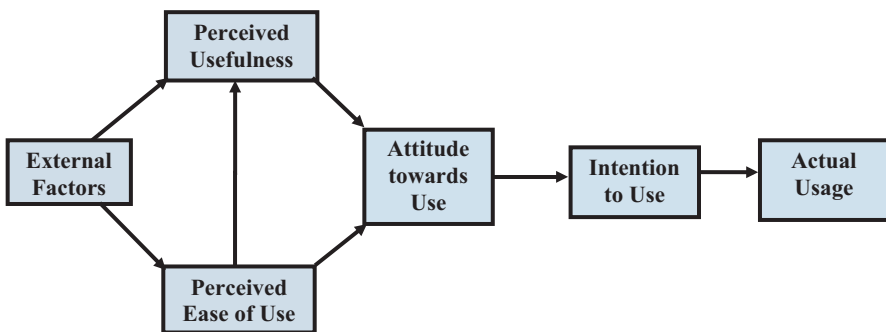 Perceived
Usefulness
External
Factors
Attitude
towards
Use
Intention
to Use
Actual
Usage
Perceived
Ease of Use